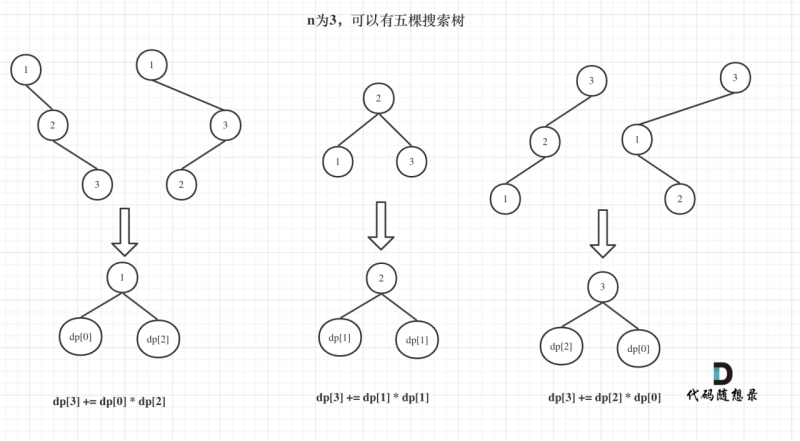 n为3，可以有五棵搜索树
1
1
2
3
3
2
2
1
3
3
3
2
1
1
2
1
dp[0]
dp[2]
2
dp[1]
dp[1]
3
dp[2]
dp[0]
dp[3] += dp[0] * dp[2]
dp[3] += dp[1] * dp[1]
dp[3] += dp[2] * dp[0]
代码随想录